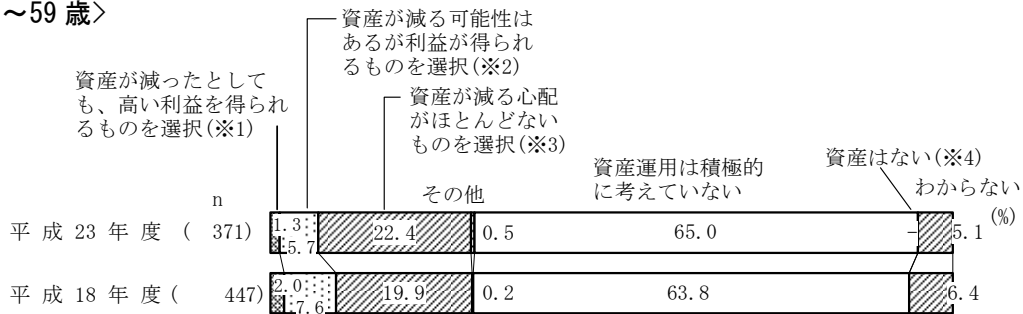 ～59 歳>
資産が減る可能性は
あるが利益が得られ
るものを選択(※2)
資産が減ったとして
も、高い利益を得られ
るものを選択(※1)
資産が減る心配
がほとんどない
ものを選択(※3)
その他
資産運用は積極的
に考えていない
資産はない(※4)
わからない
(%)
n
平 成 23 年 度 ( 371) 1.3 5.7 22.4 0.5 65.0 - 5.1
平 成 18 年 度 ( 447) 2.0 7.6 19.9 0.2 63.8 6.4